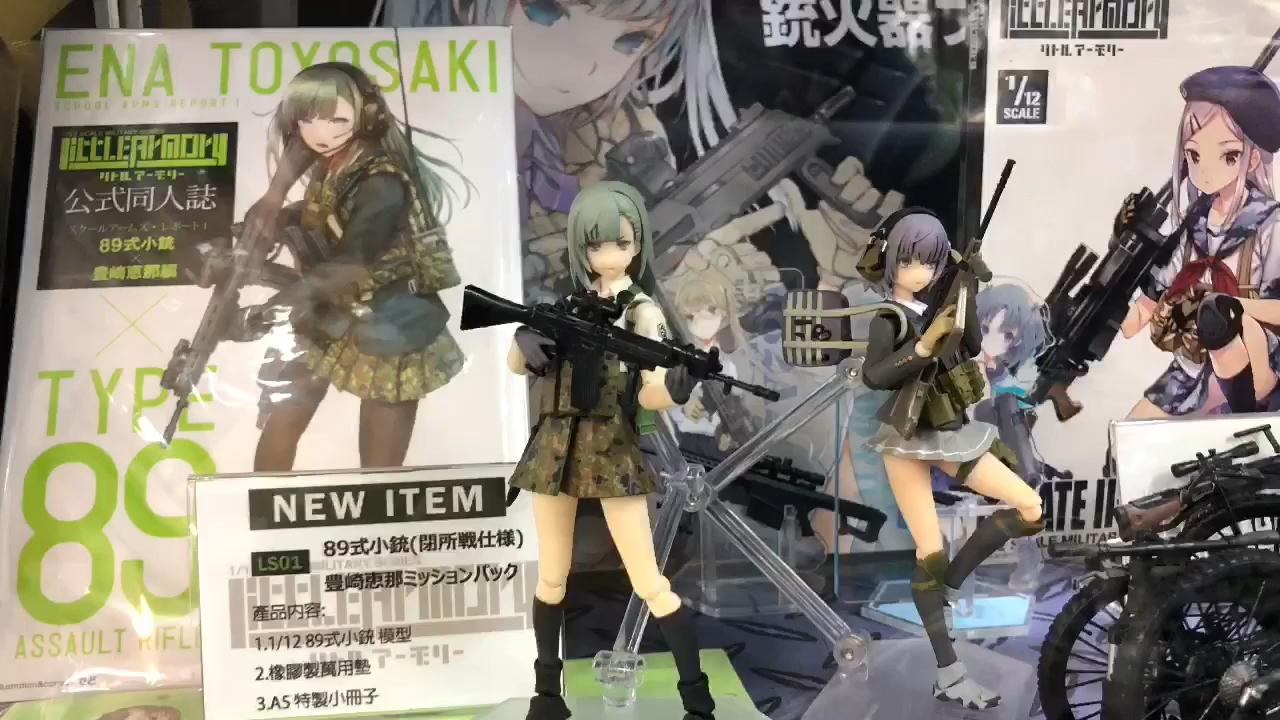 ENA TOYOSAKI
SCHOOL ARMS REPORT 1
LITTLEARMORY
リトルアーモリー
公式同人誌
スクールアームズ・レポート1
89式小銃
×
豊崎恵那編
TYPE
89
ASSAULT RIFL
NEW ITEM
LS01
89式小銃(閉所戦仕様)
豊崎恵那ミッションパック
產品内容:
1.1/12 89式小銃 模型
2.橡膠製萬用墊
3.A5 特製小冊子
LITTLEARMORY
リトルアーモリー
銃火器
LITTLEARMORY
リトルアーモリー
1/12
SCALE